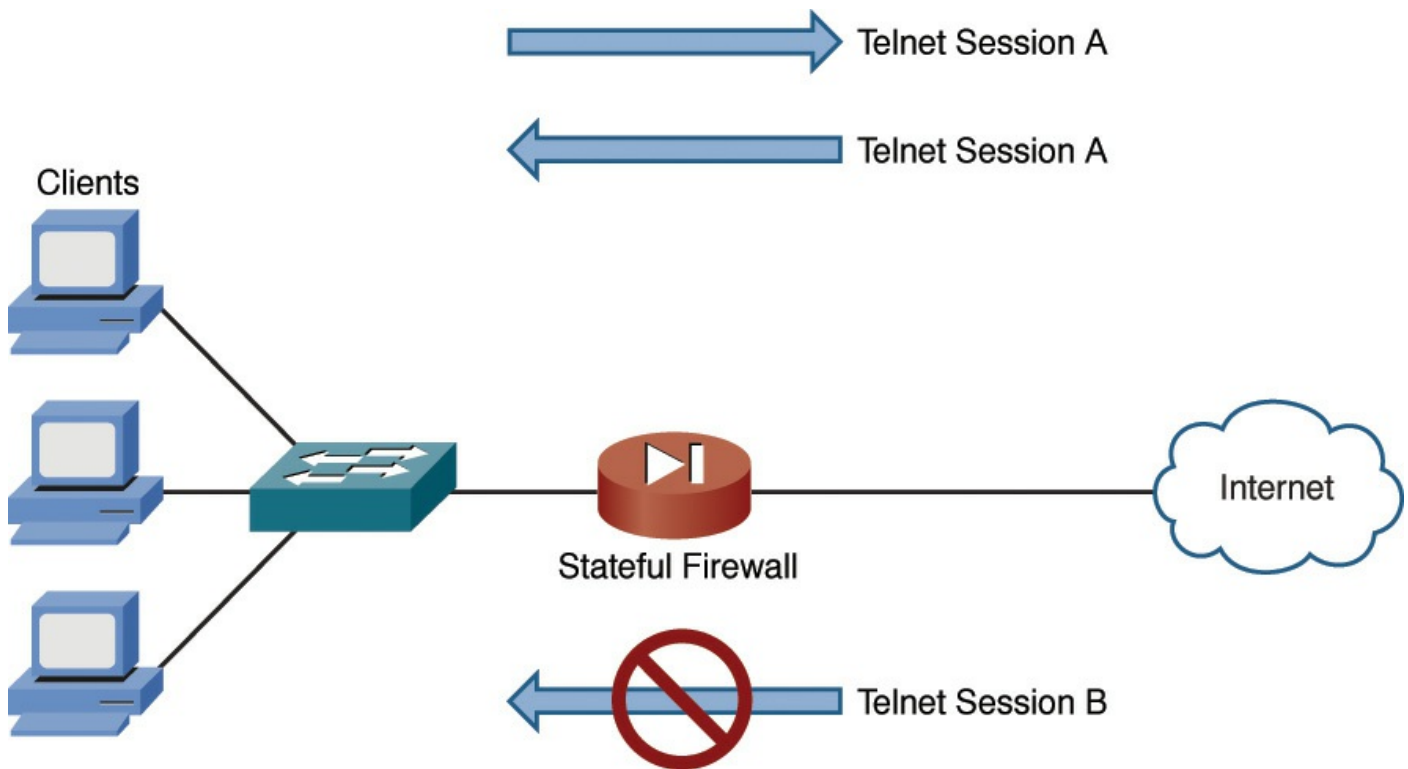 Telnet Session A
Telnet Session A
Clients
Internet
Stateful Firewall
Telnet Session B